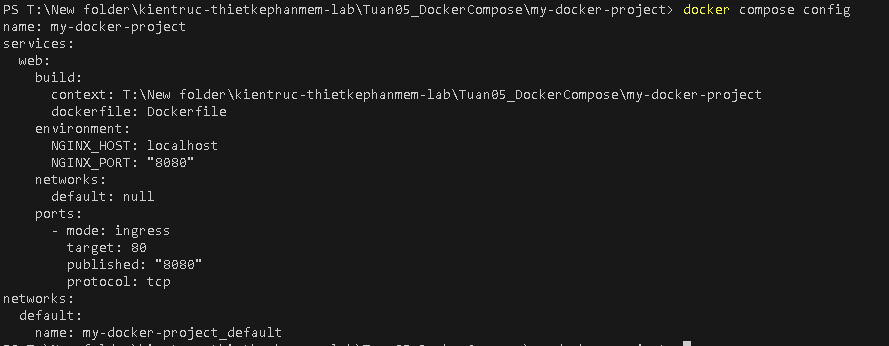 PS T:\New folder\kientruc-thietkephanmem-lab\Tuan05_DockerCompose\my-docker-project> docker compose config
name: my-docker-project
services:
  web:
    build:
      context: T:\New folder\kientruc-thietkephanmem-lab\Tuan05_DockerCompose\my-docker-project
      dockerfile: Dockerfile
    environment:
      NGINX_HOST: localhost
      NGINX_PORT: "8080"
    networks:
      default: null
    ports:
      - mode: ingress
        target: 80
        published: "8080"
        protocol: tcp
networks:
  default:
    name: my-docker-project_default